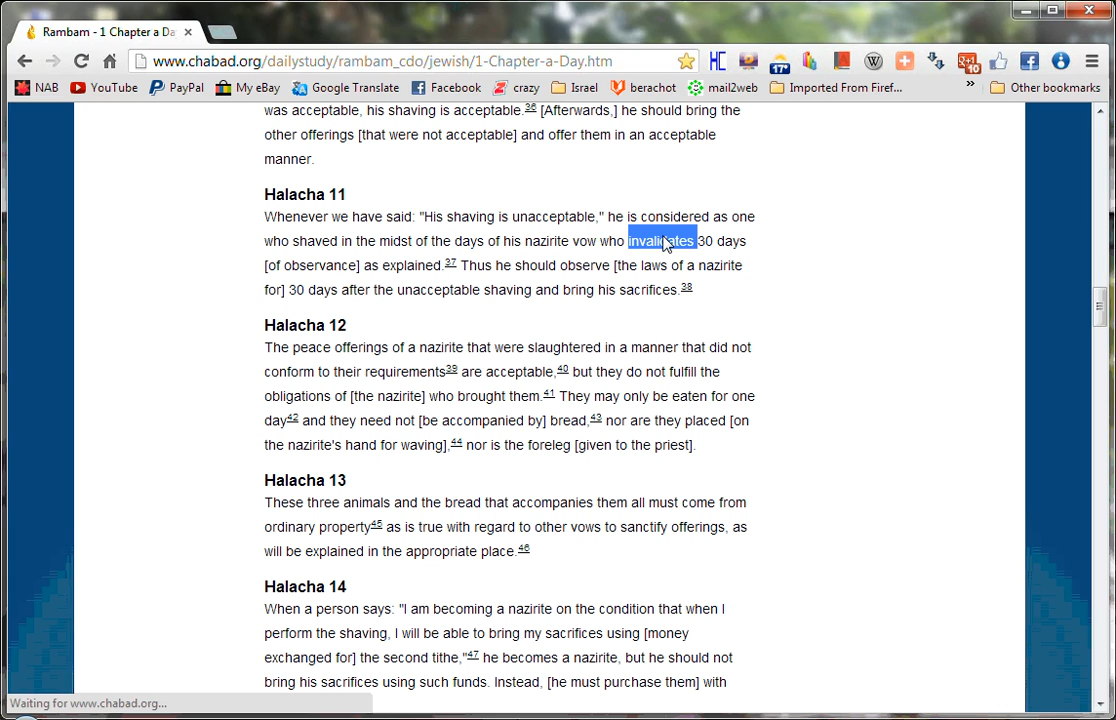 Rambam - 1 Chapter a Da
www.chabad.org/dailystudy/rambam_cdo/jewish/1-Chapter-a-Day.htm
NAB YouTube PayPal My eBay Google Translate Facebook crazy Israel berachot mail2web Imported From Firef... » Other bookmarks
was acceptable, his shaving is acceptable.36 [Afterwards,] he should bring the
other offerings [that were not acceptable] and offer them in an acceptable
manner.
Halacha 11
Whenever we have said: "His shaving is unacceptable," he is considered as one
who shaved in the midst of the days of his nazirite vow who invalidates 30 days
[of observance] as explained.37 Thus he should observe [the laws of a nazirite
for] 30 days after the unacceptable shaving and bring his sacrifices.38
Halacha 12
The peace offerings of a nazirite that were slaughtered in a manner that did not
conform to their requirements39 are acceptable,40 but they do not fulfill the
obligations of [the nazirite] who brought them.41 They may only be eaten for one
day42 and they need not [be accompanied by] bread,43 nor are they placed [on
the nazirite's hand for waving],44 nor is the foreleg [given to the priest].
Halacha 13
These three animals and the bread that accompanies them all must come from
ordinary property45 as is true with regard to other vows to sanctify offerings, as
will be explained in the appropriate place.46
Halacha 14
When a person says: "I am becoming a nazirite on the condition that when I
perform the shaving, I will be able to bring my sacrifices using [money
exchanged for] the second tithe,"47 he becomes a nazirite, but he should not
bring his sacrifices using such funds. Instead, [he must purchase them] with
Waiting for www.chabad.org...